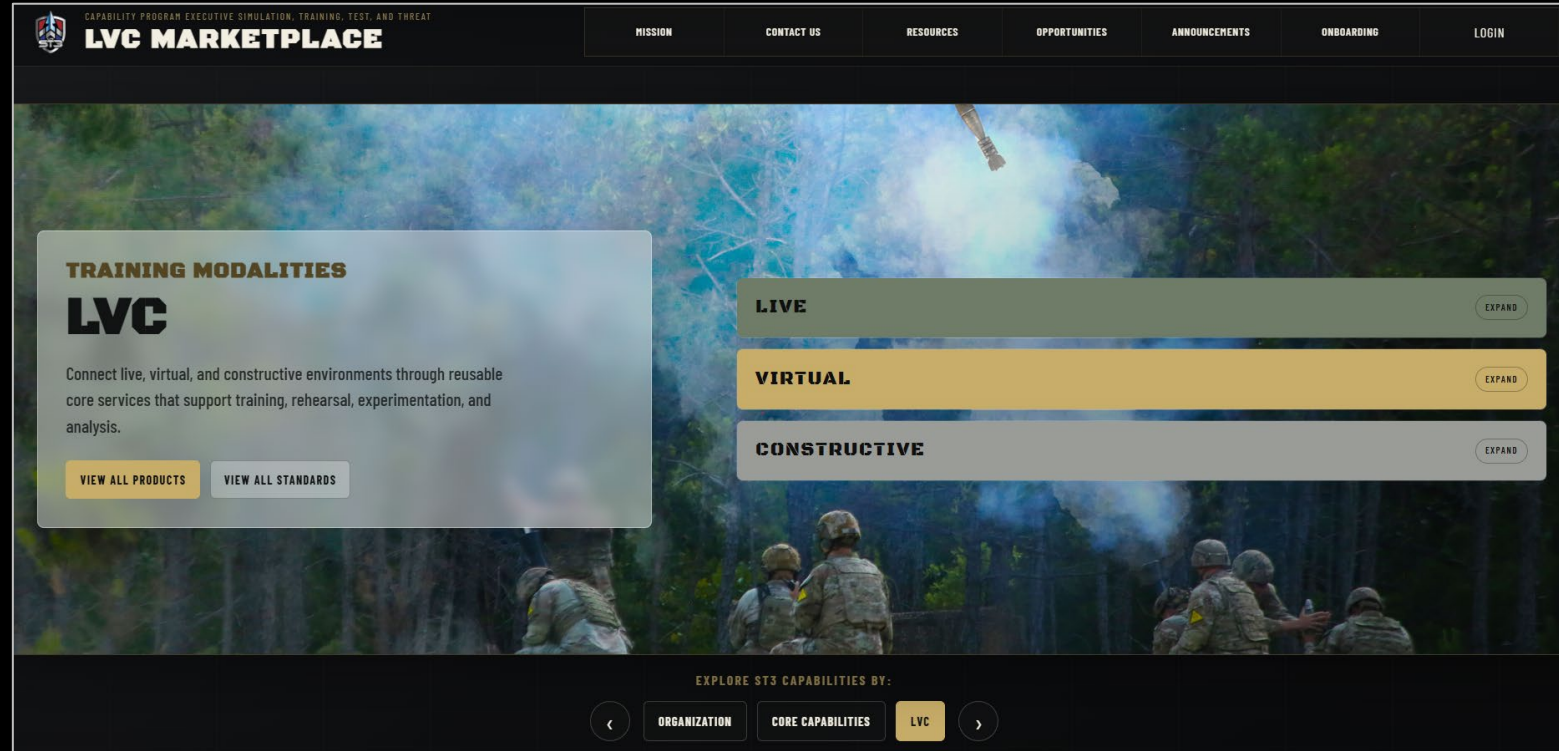 CAPABILITY PROGRAM EXECUTIVE SIMULATION, TRAINING, TEST, AND THREAT
ST3
LVC MARKETPLACE
MISSION
CONTACT US
RESOURCES
OPPORTUNITIES
ANNOUNCEMENTS
ONBOARDING
LOGIN
TRAINING MODALITIES
LVC
Connect live, virtual, and constructive environments through reusable
core services that support training, rehearsal, experimentation, and
analysis.
VIEW ALL PRODUCTS
VIEW ALL STANDARDS
LIVE
EXPAND
VIRTUAL
EXPAND
CONSTRUCTIVE
EXPAND
EXPLORE ST3 CAPABILITIES BY:
ORGANIZATION
CORE CAPABILITIES
LVC